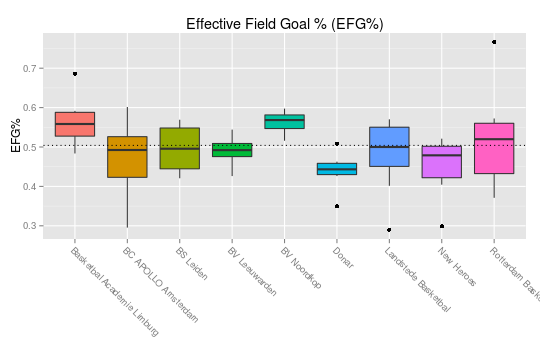 Effective Field Goal % (EFG%)
EFG%
0.7
0.6
0.5
0.4
0.3
Basketbal Academie Limburg
BC APOLLO Amsterdam
BS Leiden
BV Leeuwarden
BV Noordkop
Donar
Landstede Basketbal
New Heroes
Rotterdam Bask